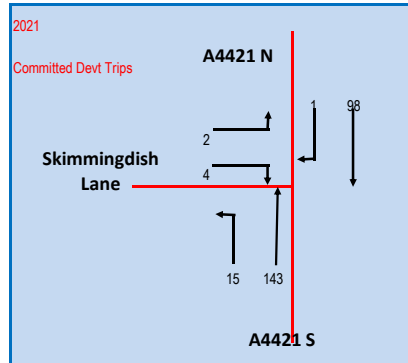 2021
Committed Devt Trips
A4421 N
1 98
2
Skimmingdish
Lane
4
15 143
A4421 S